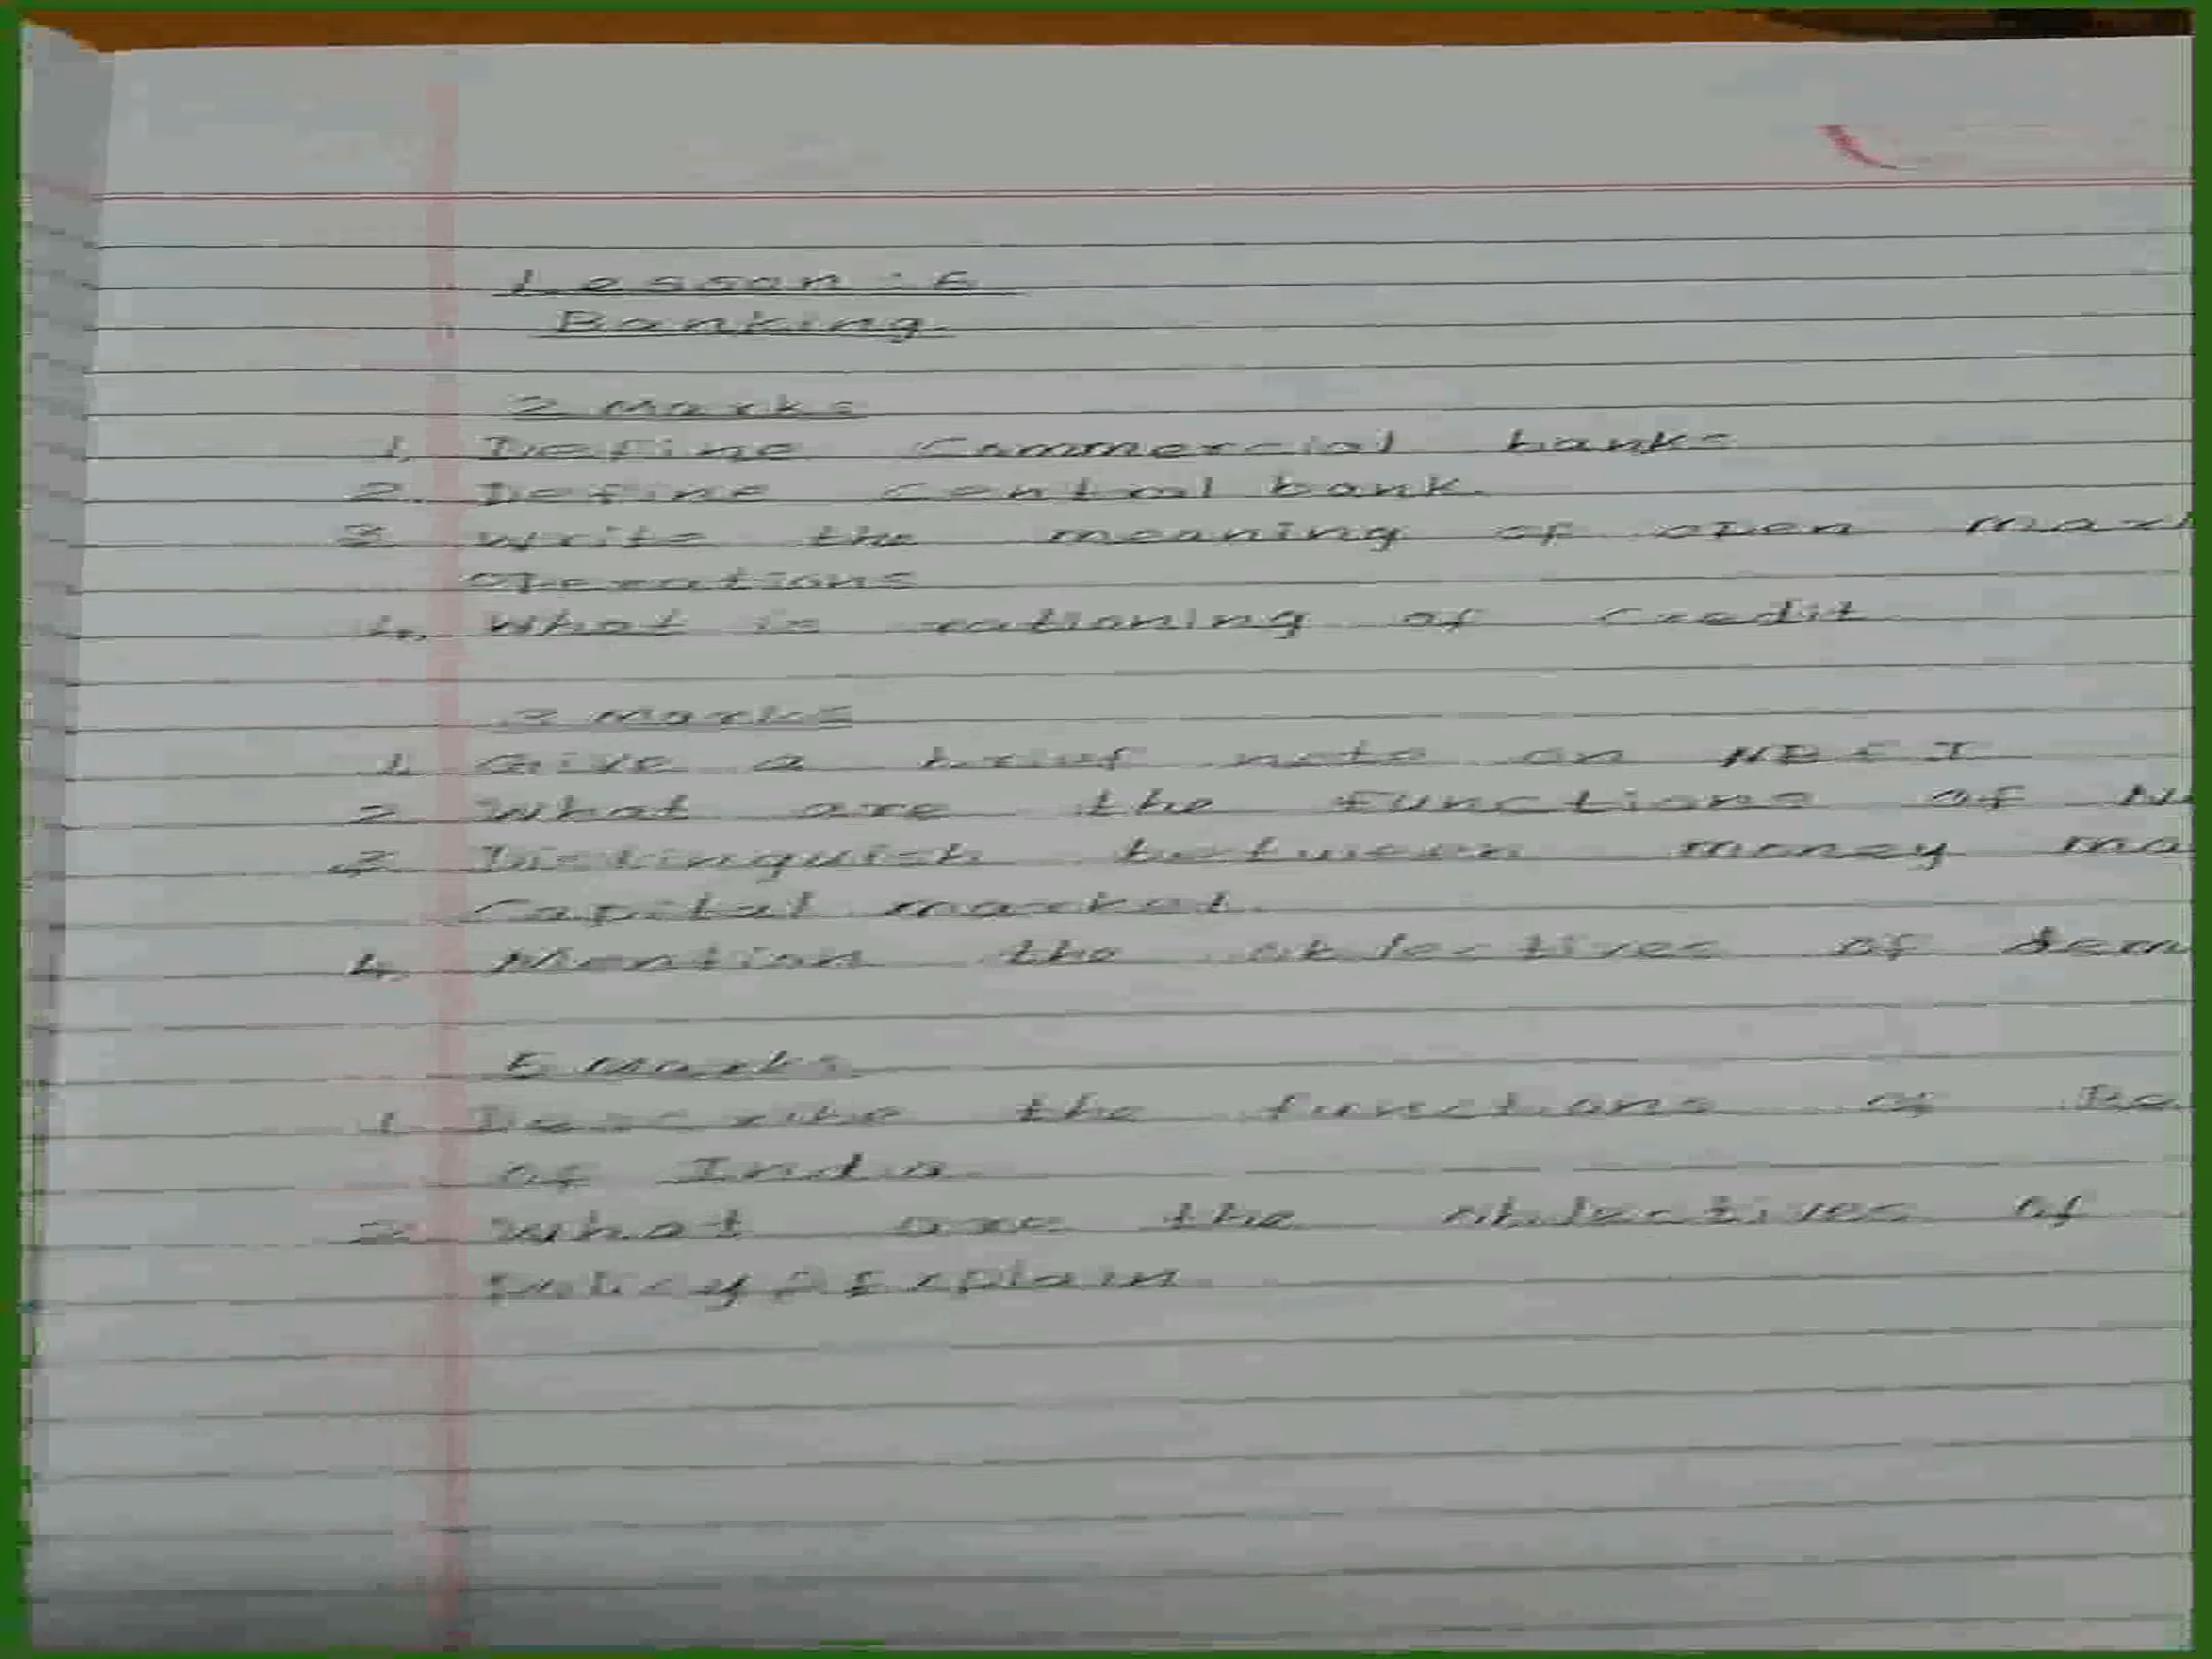 Lesson : 6
Banking.
2 Marks
1. Define Commercial banks
2. Define central bank.
3 Write the meaning of open
operations
4. What is rationing of credit
3 Marks
1. Give a brief note on NBFI
2 What are the functions of
3 Distinguish between money
Capital market.
4. Mention the objectives of
5 Marks
1 Describe the functions of
of India
2 What are the objectives of
policy ? Explain.